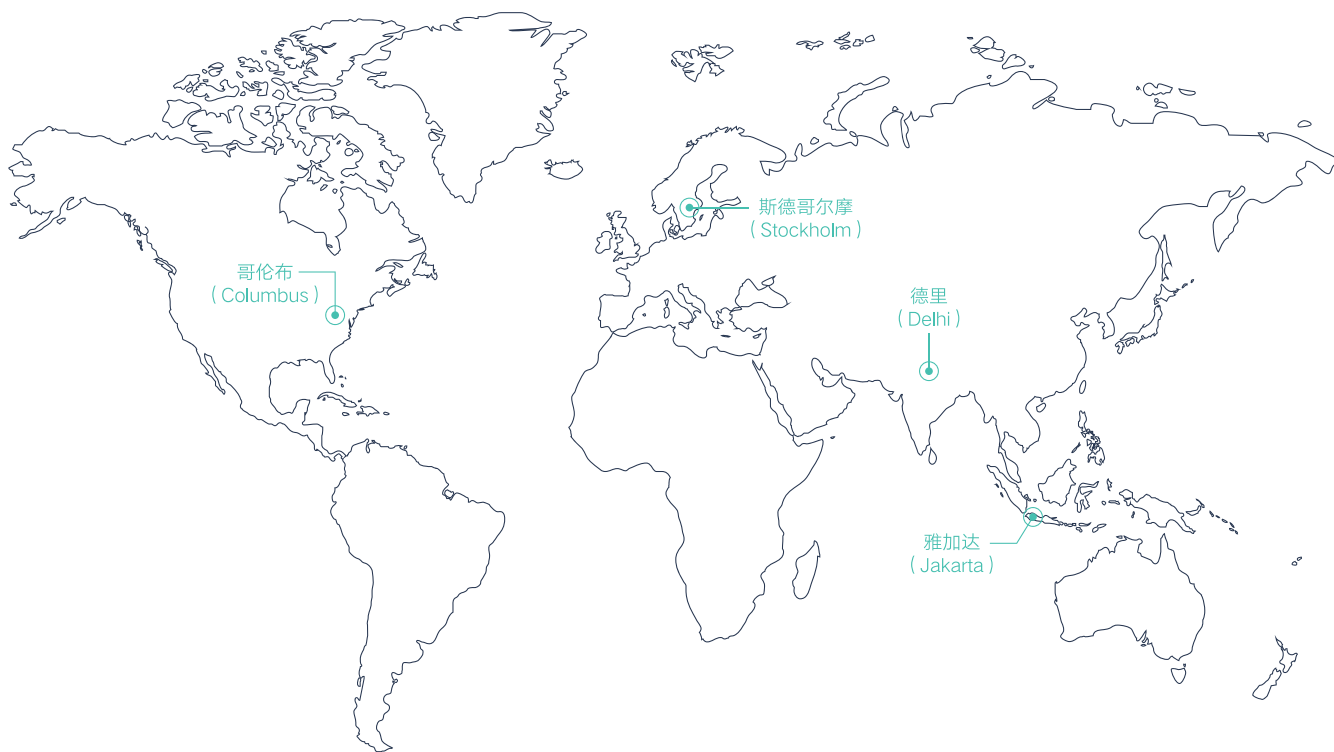 斯德哥尔摩
( Stockholm )
哥伦布
( Columbus )
德里
( Delhi )
雅加达
( Jakarta )